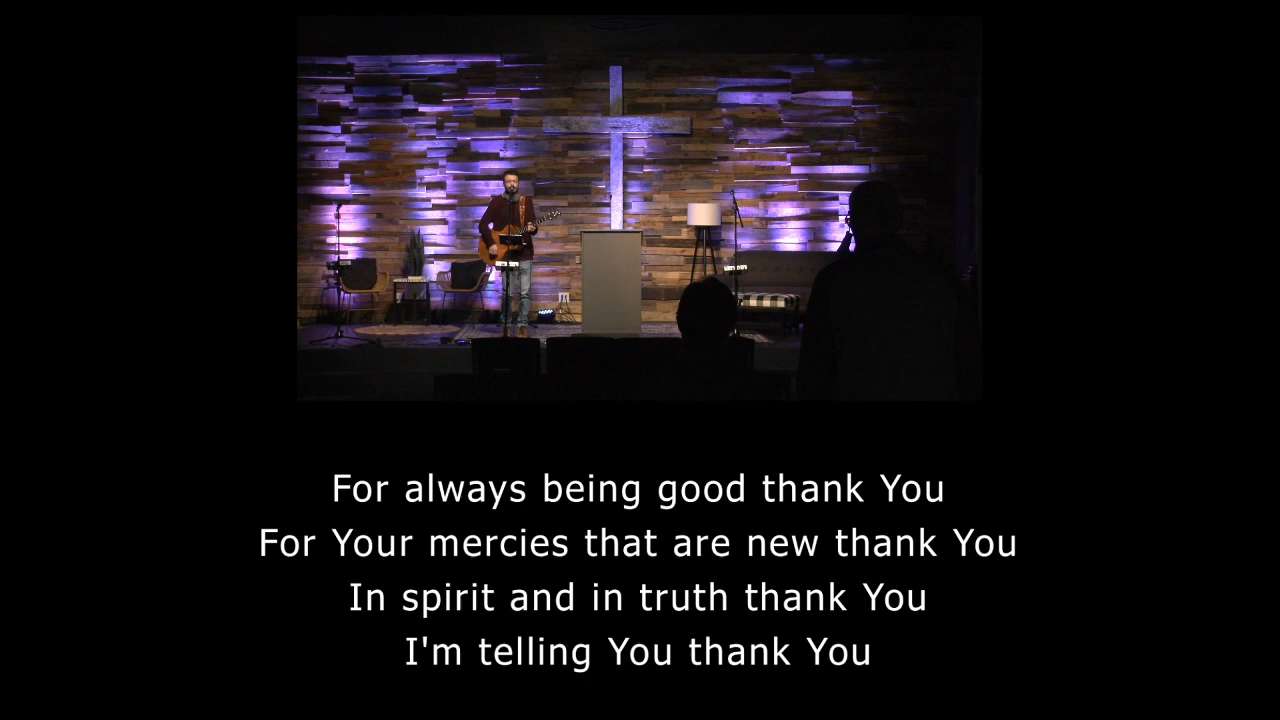 For always being good thank You
For Your mercies that are new thank You
In spirit and in truth thank You
I'm telling You thank You